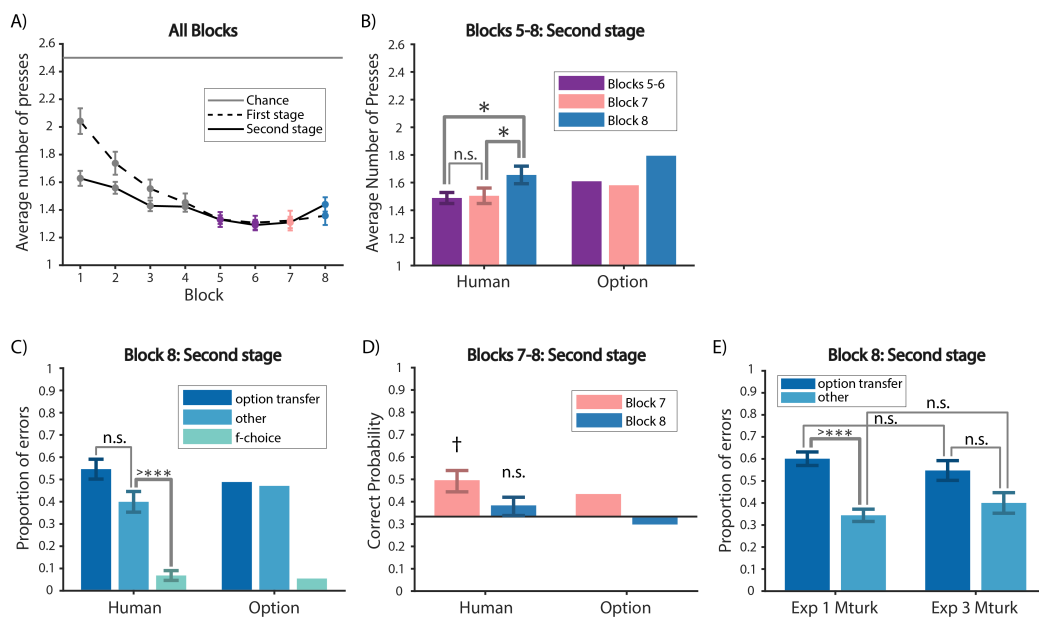 A)
All Blocks
Average number of presses
2.6
2.4
2.2
2
1.8
1.6
1.4
1.2
1
Chance
First stage
Second stage
1 2 3 4 5 6 7 8
Block
B)
Blocks 5-8: Second stage
Average Number of Presses
2.6
2.4
2.2
2
1.8
1.6
1.4
1.2
1
Blocks 5-6
Block 7
Block 8
*
*
n.s.
Human Option
C)
Block 8: Second stage
Proportion of errors
1
0.9
0.8
0.7
0.6
0.5
0.4
0.3
0.2
0.1
0
option transfer
other
f-choice
n.s.
>***
Human Option
D)
Blocks 7-8: Second stage
Correct Probability
1
0.9
0.8
0.7
0.6
0.5
0.4
0.3
0.2
0.1
0
Block 7
Block 8
†
n.s.
Human Option
E)
Block 8: Second stage
Proportion of errors
1
0.9
0.8
0.7
0.6
0.5
0.4
0.3
0.2
0.1
0
option transfer
other
n.s.
n.s.
>***
n.s.
Exp 1 Mturk Exp 3 Mturk